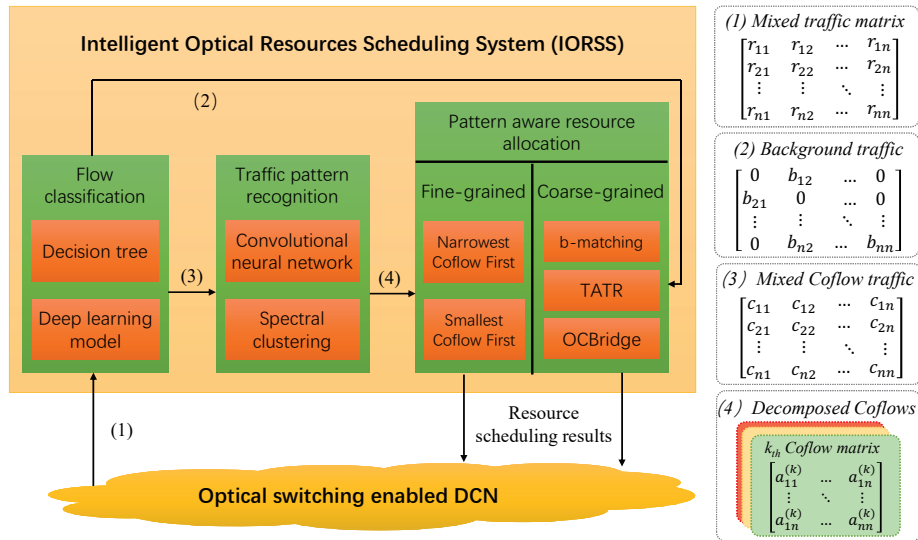 Intelligent Optical Resources Scheduling System (IORSS)
(2)
Flow
classification
Decision tree
Deep learning
model
(3)
Traffic pattern
recognition
Convolutional
neural network
Spectral
clustering
(4)
Pattern aware resource
allocation
Fine-grained
Narrowest
Coflow First
Smallest
Coflow First
Coarse-grained
b-matching
TATR
OCBridge
(1)
Resource
scheduling results
Optical switching enabled DCN
(1) Mixed traffic matrix
r11 r12 … r1n
r21 r22 … r2n
⋮ ⋮ ⋱ ⋮
rn1 rn2 … rnn
(2) Background traffic
0 b12 … 0
b21 0 … 0
⋮ ⋮ ⋱ ⋮
0 bn2 … bnn
(3) Mixed Coflow traffic
c11 c12 … c1n
c21 c22 … c2n
⋮ ⋮ ⋱ ⋮
cn1 cn2 … cnn
(4) Decomposed Coflows
kth Coflow matrix
a11(k) … a1n(k)
⋮ ⋱ ⋮
a1n(k) … ann(k)